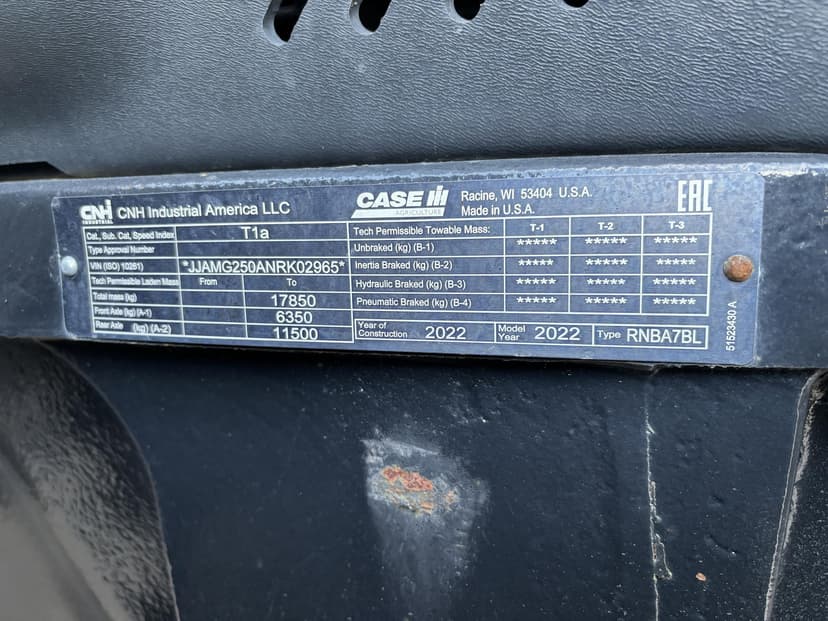 CNH INDUSTRIAL CNH Industrial America LLC
CASE IH AGRICULTURE
Racine, WI 53404 U.S.A.
Made in U.S.A.
EAC
Cat., Sub. Cat., Speed Index T1a
Type Approval Number
VIN (ISO) 10261) *JJAMG250ANRK02965*
Tech Permissible Laden Mass From To
Total mass (kg) 17850
Front Axle (kg) (A-1) 6350
Rear Axle (kg) (A-2) 11500
Tech Permissible Towable Mass: T-1 T-2 T-3
Unbraked (kg) (B-1) ***** ***** *****
Inertia Braked (kg) (B-2) ***** ***** *****
Hydraulic Braked (kg) (B-3) ***** ***** *****
Pneumatic Braked (kg) (B-4) ***** ***** *****
Year of Construction 2022 Model Year 2022 Type RNBA7BL
51523430 A